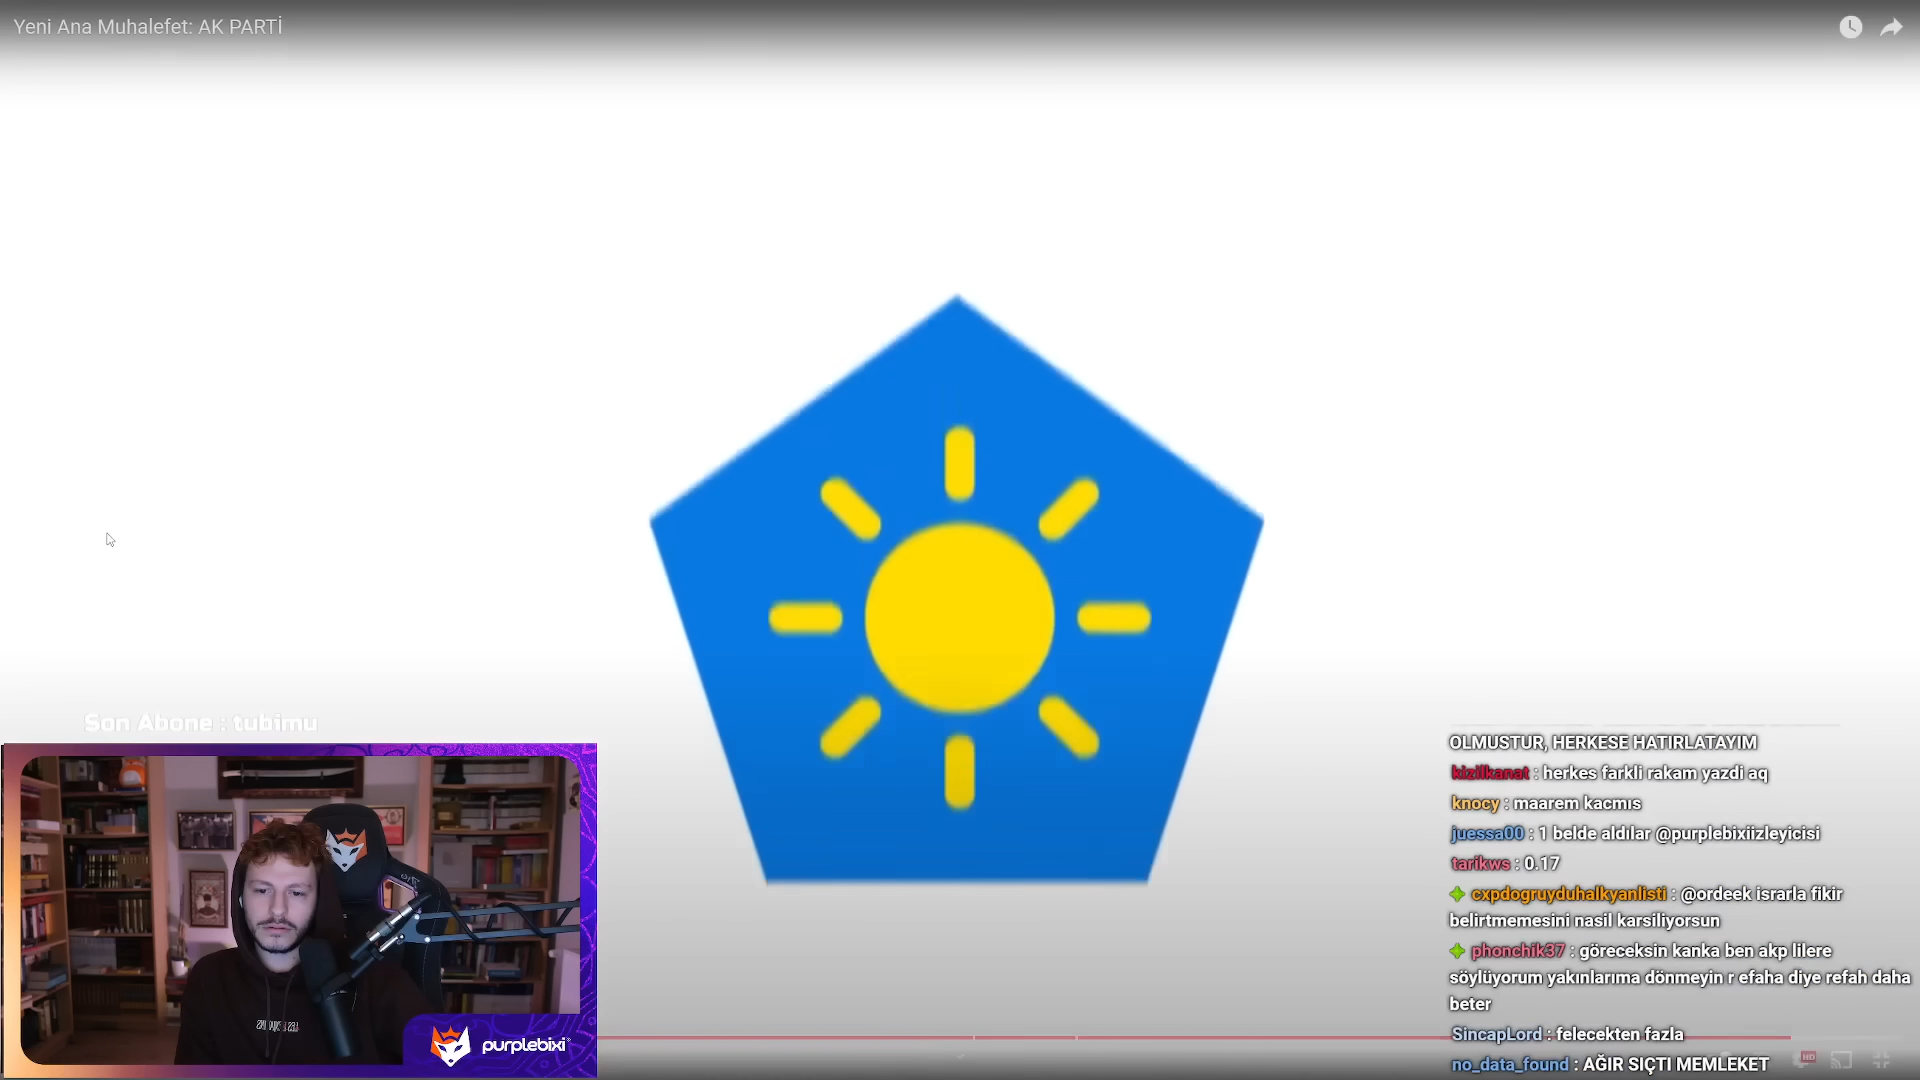 Yeni Ana Muhalefet: AK PARTİ
Son Abone : tubimu
OLMUSTUR, HERKESE HATIRLATAYIM
kizilkanat : herkes farkli rakam yazdi aq
knocy : maarem kacmıs
juessa00 : 1 belde aldılar @purplebixiizleyicisi
tarikws : 0.17
cxpdogruyduhalkyanlisti : @ordeek israrla fikir
belirtmemesini nasil karsiliyorsun
phonchik37 : göreceksin kanka ben akp lilere
söylüyorum yakınlarıma dönmeyin r efaha diye refah daha
beter
SincapLord : felecekten fazla
no_data_found : AĞIR SIÇTI MEMLEKET
purplebixi
HD